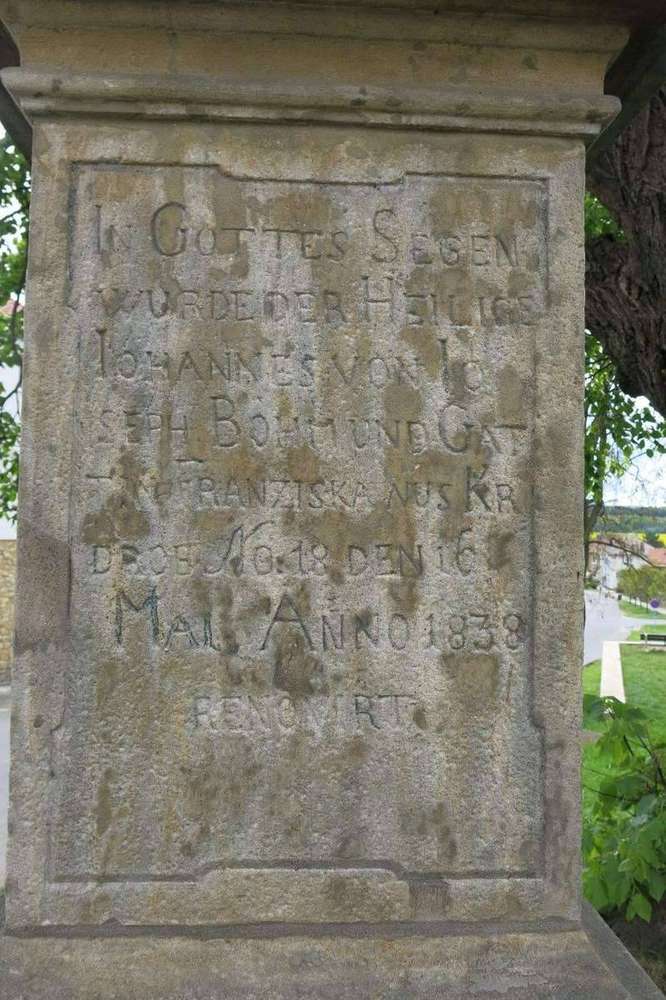 IN GOTTES SEGEN
WURDE DER HEILIGE
IOHANNES VON IO
SEPH BÖHM UND GAT
TIN FRANZISKA AUS KR
DROB No. 18 DEN 16
MAI ANNO 1838
RENOVIRT